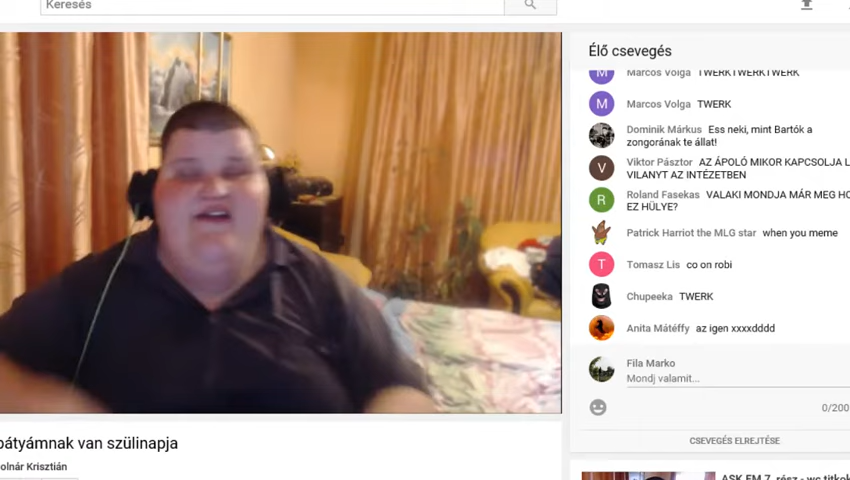 Keresés
Élő csevegés
Marcos Volga TWERKTWERKTWERK
Marcos Volga TWERK
Dominik Márkus Ess neki, mint Bartók a
zongorának te állat!
Viktor Pásztor AZ ÁPOLÓ MIKOR KAPCSOLJA L
VILANYT AZ INTÉZETBEN
Roland Fasekas VALAKI MONDJA MÁR MEG HO
EZ HÜLYE?
Patrick Harriot the MLG star when you meme
Tomasz Lis co on robi
Chupeeka TWERK
Anita Mátéffy az igen xxxxdddd
Fila Marko
Mondj valamit...
0/200
CSEVEGÉS ELREJTÉSE
bátyámnak van szülinapja
olnár Krisztián
ASK.FM 7. rész - wc titkok